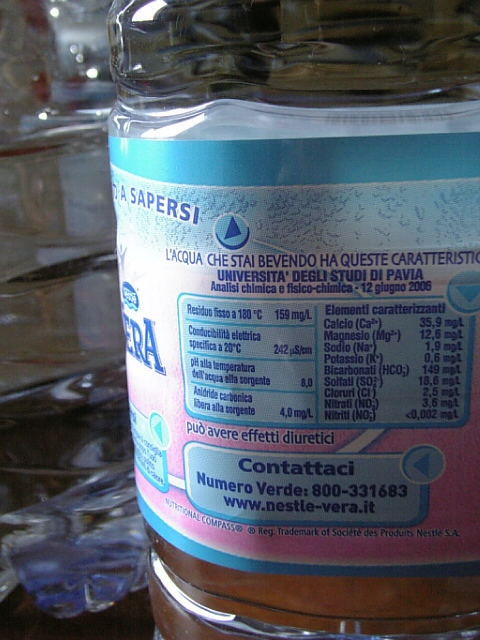 A SAPERSI
L'ACQUA CHE STAI BEVENDO HA QUESTE CARATTERISTIC
UNIVERSITA' DEGLI STUDI DI PAVIA
Analisi chimica e fisico-chimica - 12 giugno 2006
Residuo fisso a 180 °C 159 mg/L
Conducibilità elettrica
specifica a 20°C 242 µS/cm
pH alla temperatura
dell'acqua alla sorgente 8,0
Anidride carbonica
libera alla sorgente 4,0 mg/L
Elementi caratterizzanti
Calcio (Ca²⁺) 35,9 mg/L
Magnesio (Mg²⁺) 12,6 mg/L
Sodio (Na⁺) 1,9 mg/L
Potassio (K⁺) 0,6 mg/L
Bicarbonati (HCO₃⁻) 149 mg/L
Solfati (SO₄²⁻) 18,6 mg/L
Cloruri (Cl⁻) 2,5 mg/L
Nitrati (NO₃⁻) 3,6 mg/L
Nitriti (NO₂⁻) <0,002 mg/L
ERA
può avere effetti diuretici
Contattaci
Numero Verde: 800-331683
www.nestle-vera.it
NUTRITIONAL COMPASS® ® Reg. Trademark of Société des Produits Nestlé S.A.